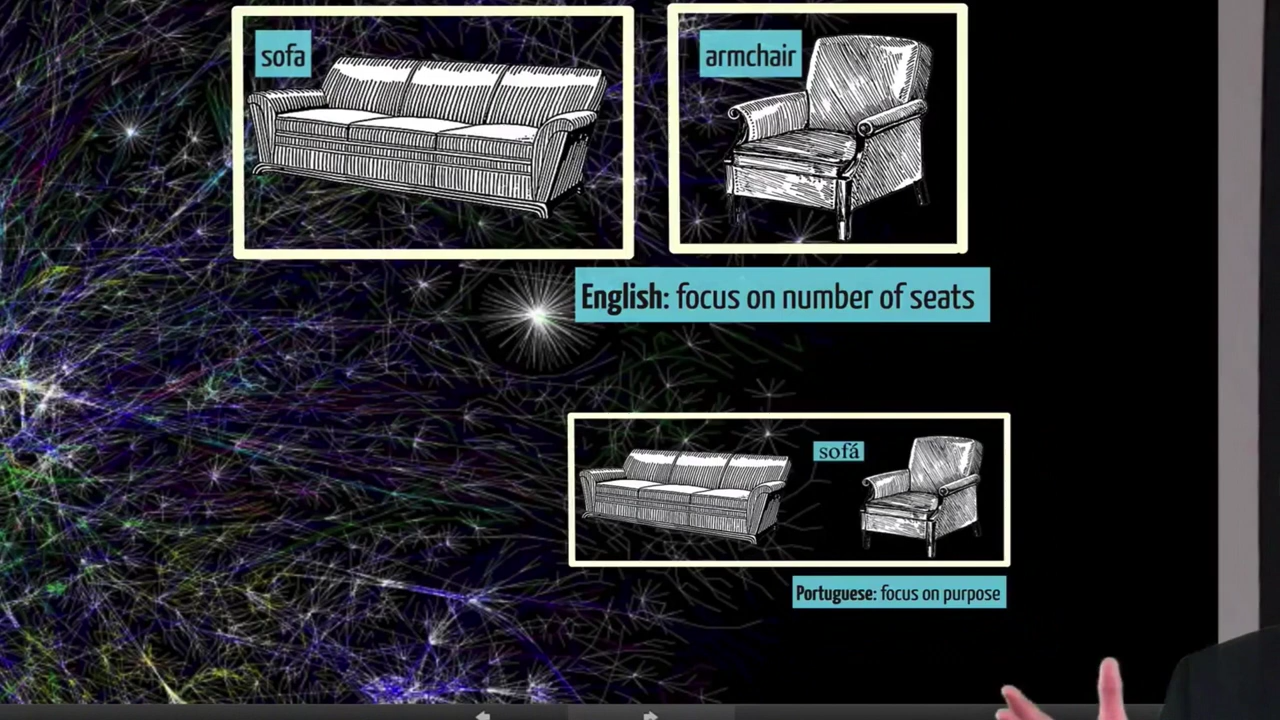 sofa
armchair
English: focus on number of seats
sofá
Portuguese: focus on purpose